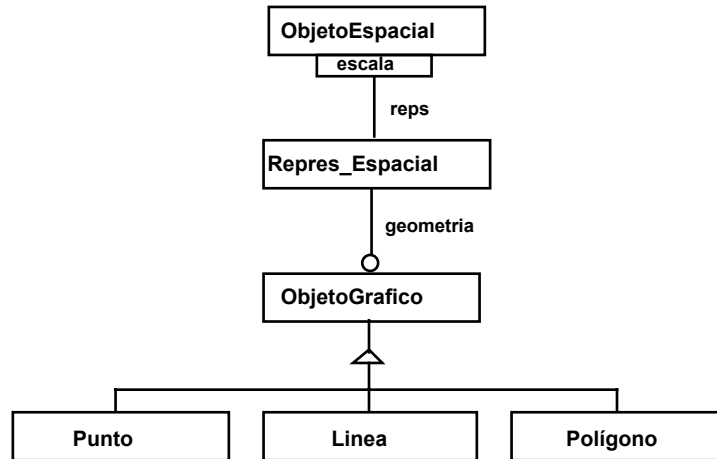 ObjetoEspacial
escala
reps
Repres_Espacial
geometria
ObjetoGrafico
Punto
Linea
Polígono